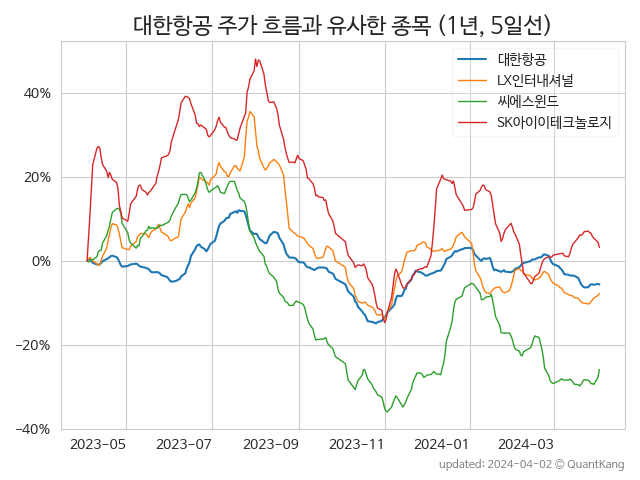 대한항공 주가 흐름과 유사한 종목 (1년, 5일선)
대한항공
LX인터내셔널
씨에스윈드
SK아이이테크놀로지
40%
20%
0%
−20%
−40%
2023-05 2023-07 2023-09 2023-11 2024-01 2024-03
updated: 2024-04-02 © QuantKang